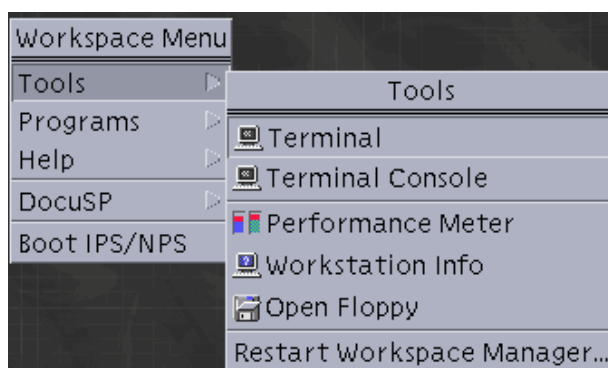 Workspace Menu
Tools
Programs
Help
DocuSP
Boot IPS/NPS
Tools
Terminal
Terminal Console
Performance Meter
Workstation Info
Open Floppy
Restart Workspace Manager...